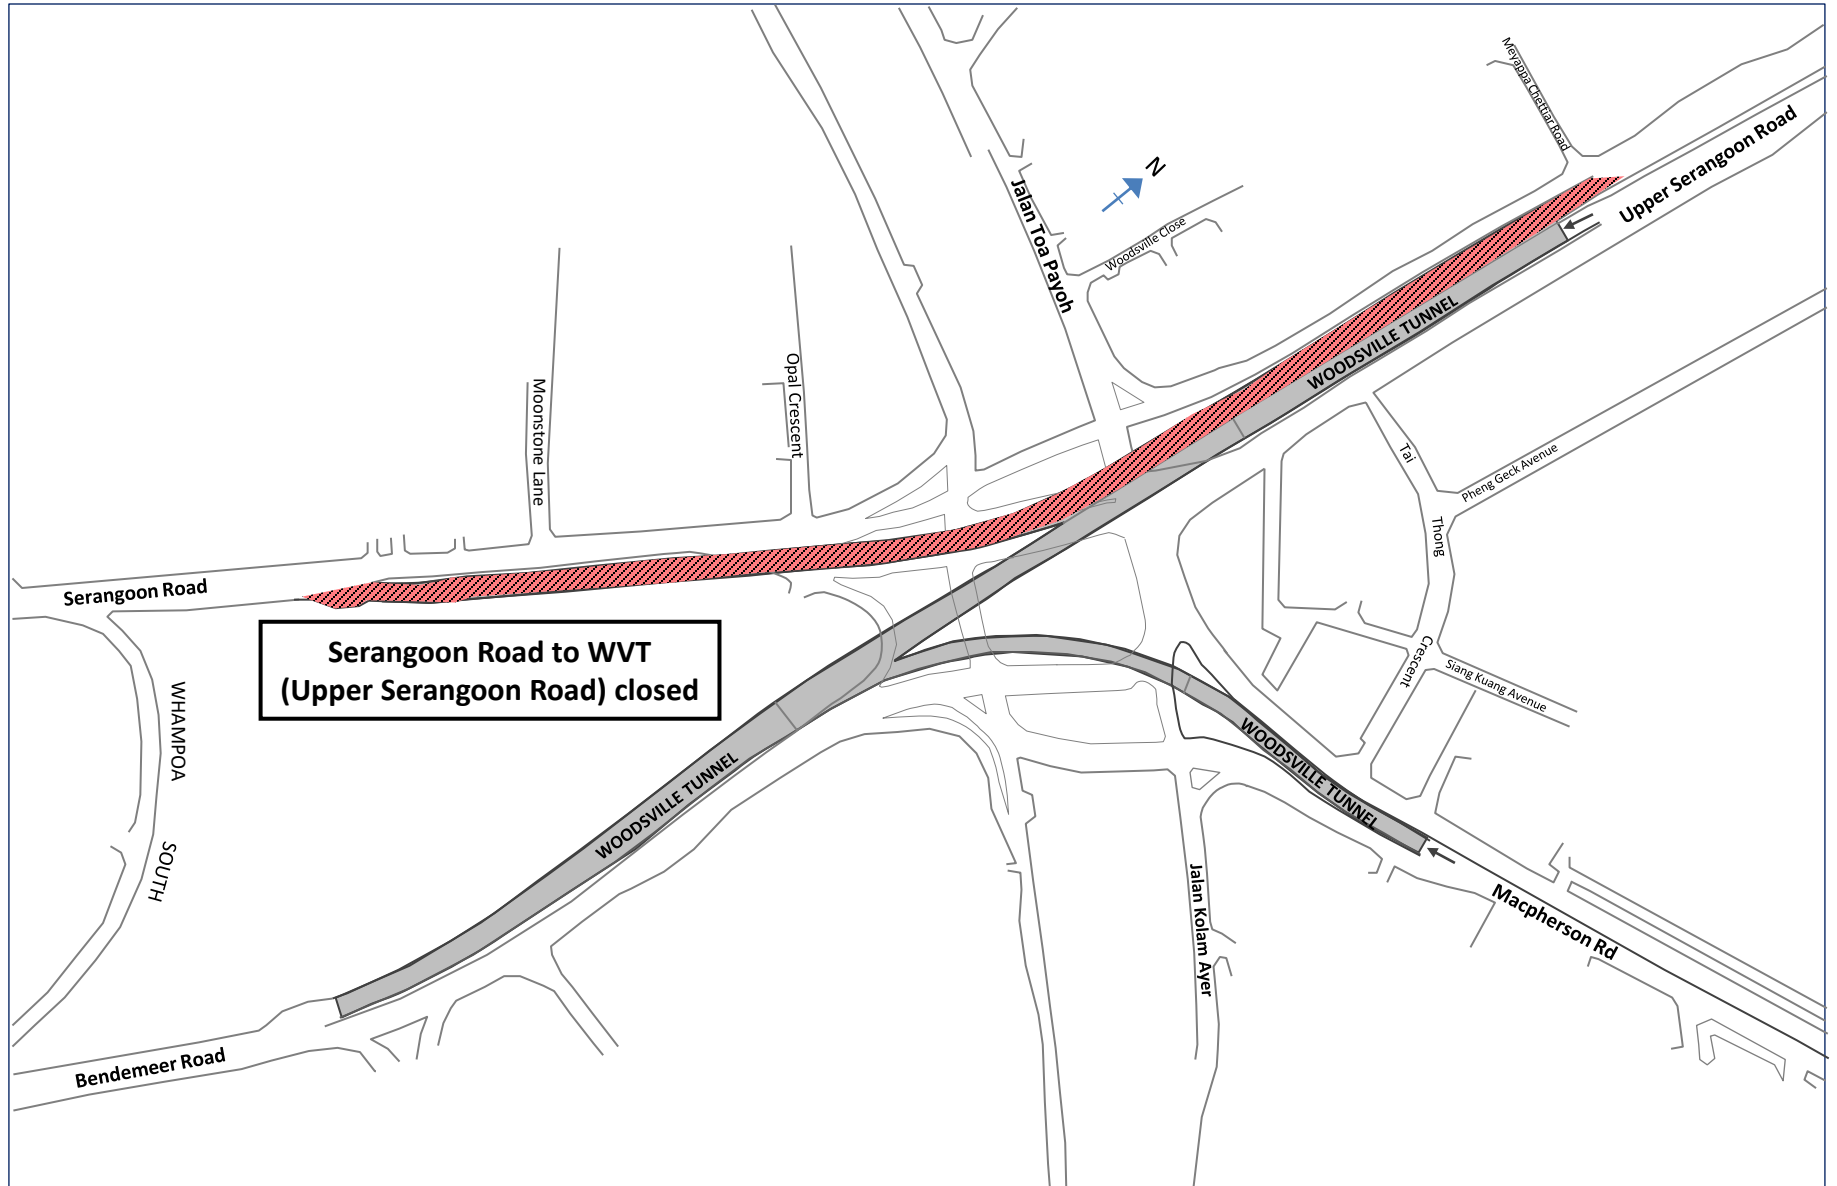 Meyappa Chettiar Road
Upper Serangoon Road
N
Jalan Toa Payoh
Woodsville Close
WOODSVILLE TUNNEL
Moonstone Lane
Opal Crescent
Tai
Thong
Crescent
Pheng Geck Avenue
Siang Kuang Avenue
Serangoon Road
Serangoon Road to WVT
(Upper Serangoon Road) closed
WHAMPOA
SOUTH
WOODSVILLE TUNNEL
WOODSVILLE TUNNEL
Jalan Kolam Ayer
Macpherson Rd
Bendemeer Road